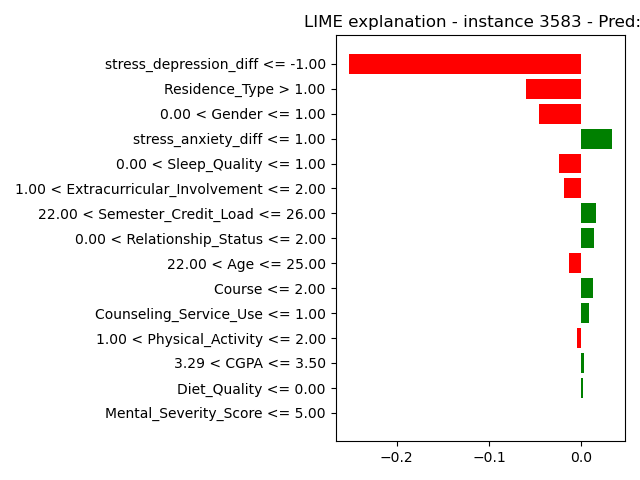 LIME explanation - instance 3583 - Pred:
stress_depression_diff <= -1.00
Residence_Type > 1.00
0.00 < Gender <= 1.00
stress_anxiety_diff <= 1.00
0.00 < Sleep_Quality <= 1.00
1.00 < Extracurricular_Involvement <= 2.00
22.00 < Semester_Credit_Load <= 26.00
0.00 < Relationship_Status <= 2.00
22.00 < Age <= 25.00
Course <= 2.00
Counseling_Service_Use <= 1.00
1.00 < Physical_Activity <= 2.00
3.29 < CGPA <= 3.50
Diet_Quality <= 0.00
Mental_Severity_Score <= 5.00
−0.2 −0.1 0.0